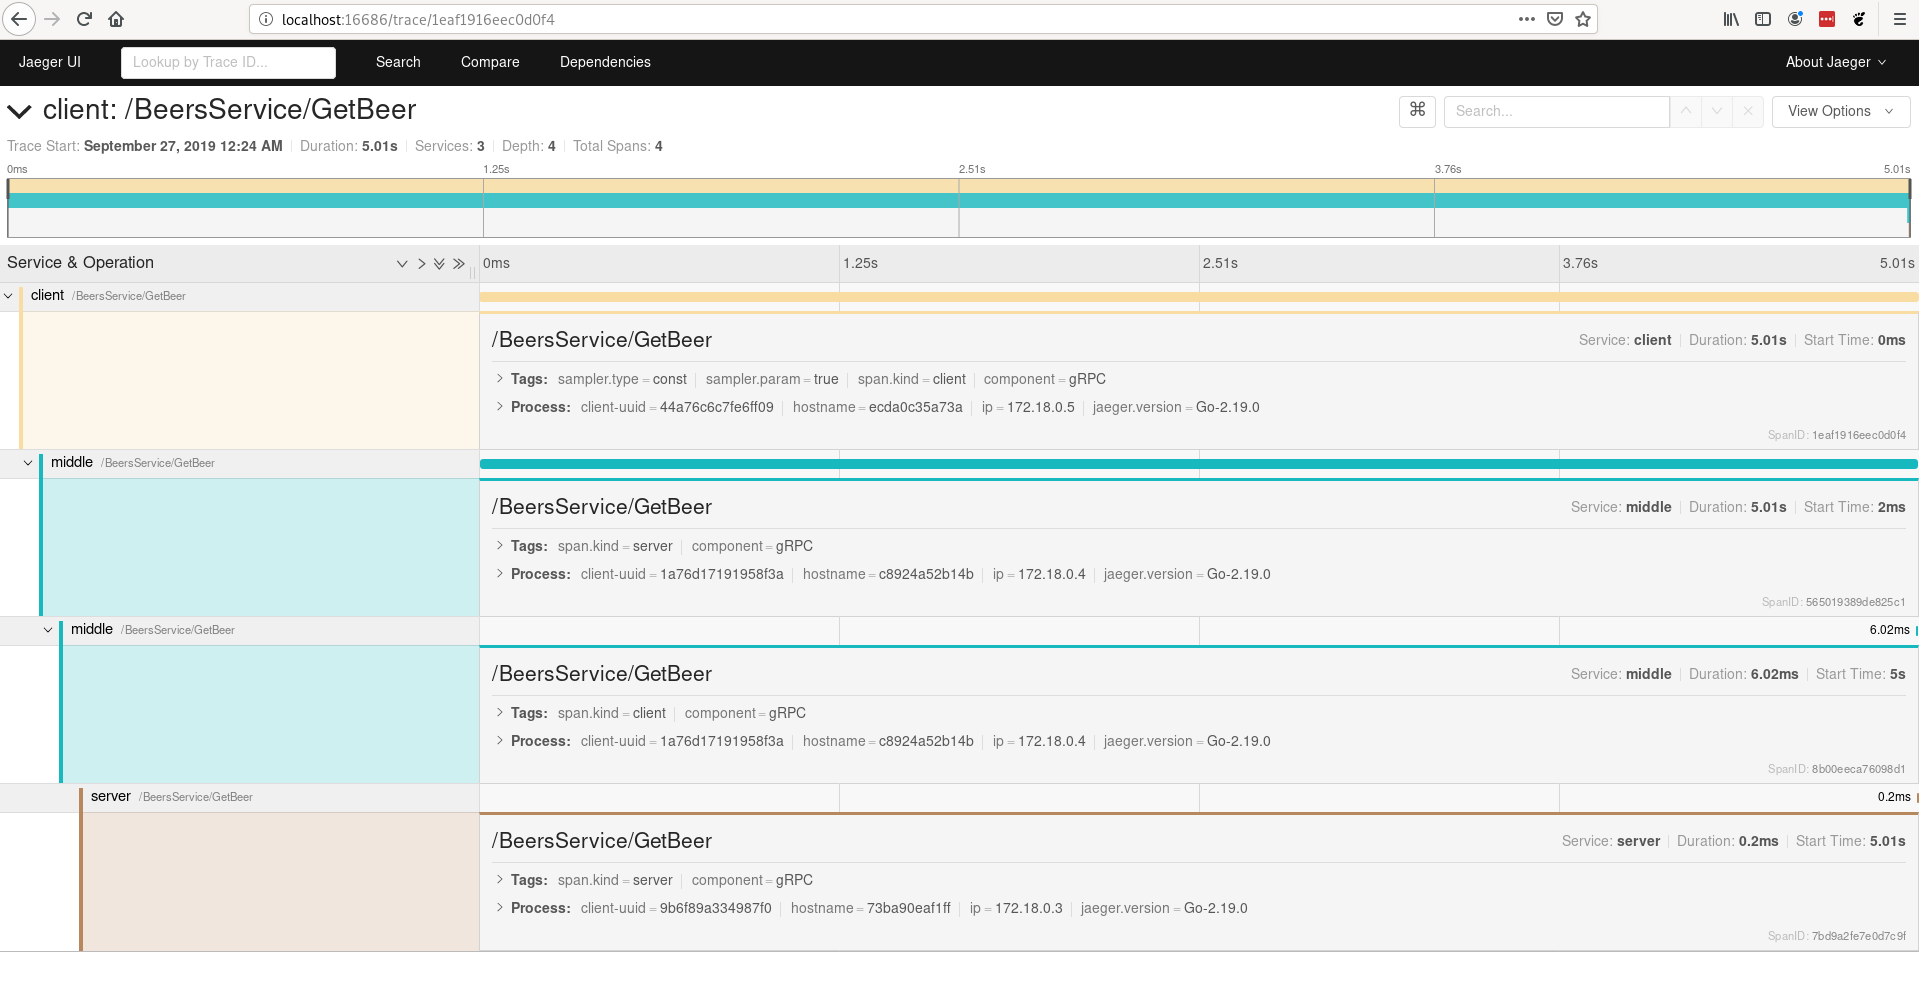 localhost:16686/trace/1eaf1916eec0d0f4
Jaeger UI Lookup by Trace ID... Search Compare Dependencies About Jaeger
client: /BeersService/GetBeer ⌘ Search... View Options
Trace Start: September 27, 2019 12:24 AM Duration: 5.01s Services: 3 Depth: 4 Total Spans: 4
0ms 1.25s 2.51s 3.76s 5.01s
Service & Operation 0ms 1.25s 2.51s 3.76s 5.01s
client /BeersService/GetBeer
/BeersService/GetBeer Service: client Duration: 5.01s Start Time: 0ms
Tags: sampler.type = const sampler.param = true span.kind = client component = gRPC
Process: client-uuid = 44a76c6c7fe6ff09 hostname = ecda0c35a73a ip = 172.18.0.5 jaeger.version = Go-2.19.0
SpanID: 1eaf1916eec0d0f4
middle /BeersService/GetBeer
/BeersService/GetBeer Service: middle Duration: 5.01s Start Time: 2ms
Tags: span.kind = server component = gRPC
Process: client-uuid = 1a76d17191958f3a hostname = c8924a52b14b ip = 172.18.0.4 jaeger.version = Go-2.19.0
SpanID: 565019389de825c1
middle /BeersService/GetBeer 6.02ms
/BeersService/GetBeer Service: middle Duration: 6.02ms Start Time: 5s
Tags: span.kind = client component = gRPC
Process: client-uuid = 1a76d17191958f3a hostname = c8924a52b14b ip = 172.18.0.4 jaeger.version = Go-2.19.0
SpanID: 8b00eeca76098d1
server /BeersService/GetBeer 0.2ms
/BeersService/GetBeer Service: server Duration: 0.2ms Start Time: 5.01s
Tags: span.kind = server component = gRPC
Process: client-uuid = 9b6f89a334987f0 hostname = 73ba90eaf1ff ip = 172.18.0.3 jaeger.version = Go-2.19.0
SpanID: 7bd9a2fe7e0d7c9f